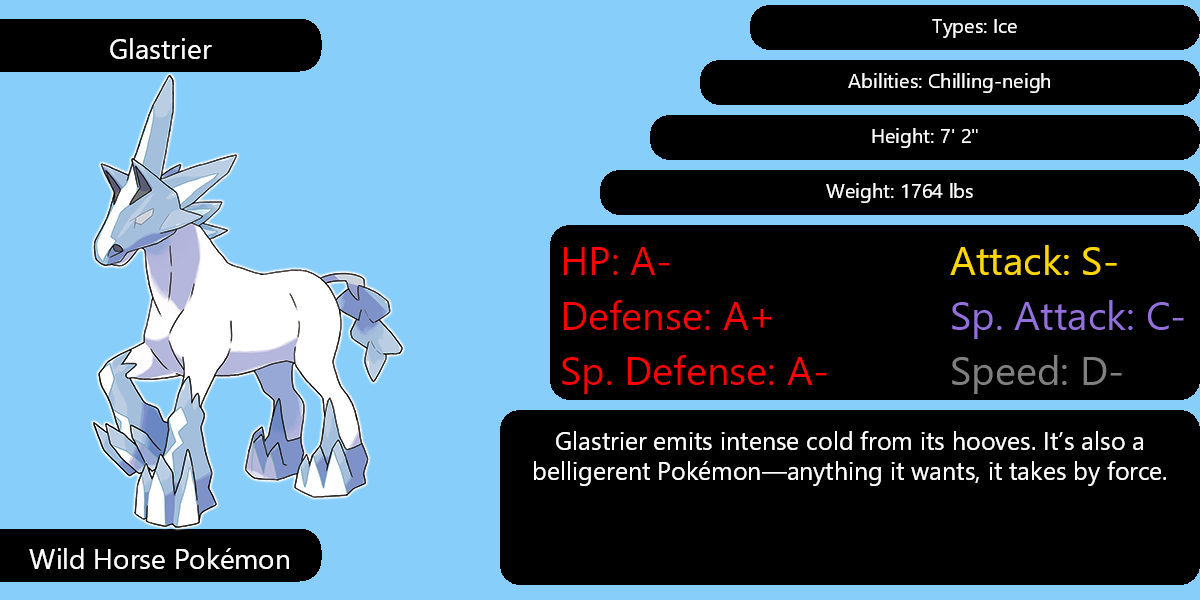 Glastrier
Types: Ice
Abilities: Chilling-neigh
Height: 7' 2"
Weight: 1764 lbs
HP: A-
Attack: S-
Defense: A+
Sp. Attack: C-
Sp. Defense: A-
Speed: D-
Glastrier emits intense cold from its hooves. It’s also a
belligerent Pokémon—anything it wants, it takes by force.
Wild Horse Pokémon